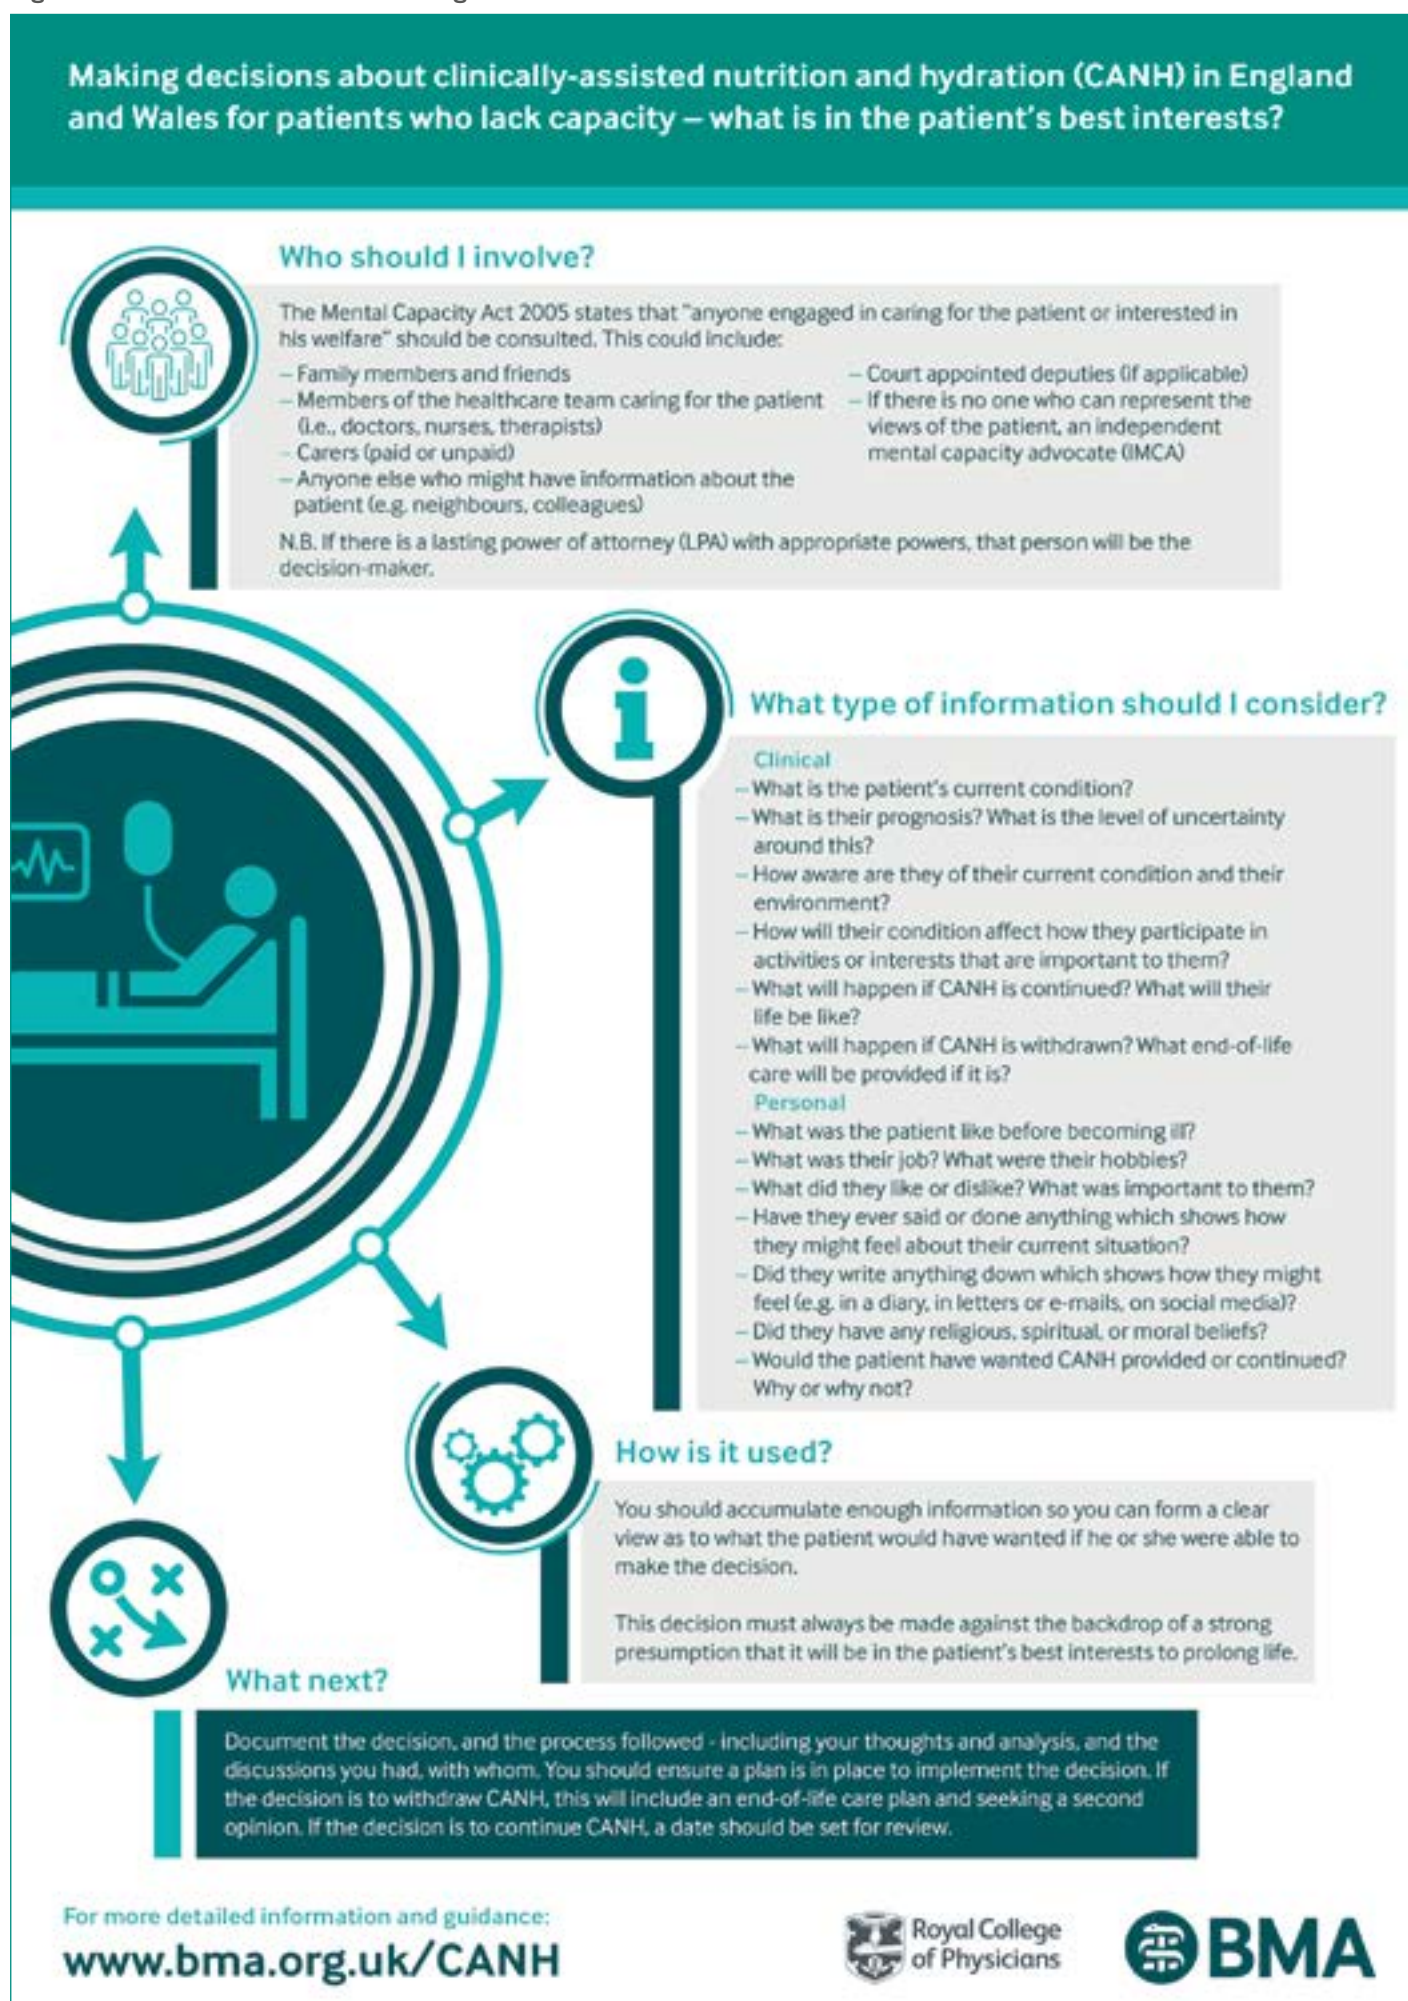 Making decisions about clinically-assisted nutrition and hydration (CANH) in England
and Wales for patients who lack capacity – what is in the patient's best interests?
Who should I involve?
The Mental Capacity Act 2005 states that "anyone engaged in caring for the patient or interested in
his welfare" should be consulted. This could include:
– Family members and friends
– Members of the healthcare team caring for the patient
(i.e., doctors, nurses, therapists)
– Carers (paid or unpaid)
– Anyone else who might have information about the
patient (e.g. neighbours, colleagues)
– Court appointed deputies (if applicable)
– If there is no one who can represent the
views of the patient, an independent
mental capacity advocate (IMCA)
N.B. If there is a lasting power of attorney (LPA) with appropriate powers, that person will be the
decision-maker.
What type of information should I consider?
Clinical
– What is the patient's current condition?
– What is their prognosis? What is the level of uncertainty
around this?
– How aware are they of their current condition and their
environment?
– How will their condition affect how they participate in
activities or interests that are important to them?
– What will happen if CANH is continued? What will their
life be like?
– What will happen if CANH is withdrawn? What end-of-life
care will be provided if it is?
Personal
– What was the patient like before becoming ill?
– What was their job? What were their hobbies?
– What did they like or dislike? What was important to them?
– Have they ever said or done anything which shows how
they might feel about their current situation?
– Did they write anything down which shows how they might
feel (e.g. in a diary, in letters or e-mails, on social media)?
– Did they have any religious, spiritual, or moral beliefs?
– Would the patient have wanted CANH provided or continued?
Why or why not?
How is it used?
You should accumulate enough information so you can form a clear
view as to what the patient would have wanted if he or she were able to
make the decision.
This decision must always be made against the backdrop of a strong
presumption that it will be in the patient's best interests to prolong life.
What next?
Document the decision, and the process followed - including your thoughts and analysis, and the
discussions you had, with whom. You should ensure a plan is in place to implement the decision. If
the decision is to withdraw CANH, this will include an end-of-life care plan and seeking a second
opinion. If the decision is to continue CANH, a date should be set for review.
For more detailed information and guidance:
www.bma.org.uk/CANH
Royal College
of Physicians
BMA